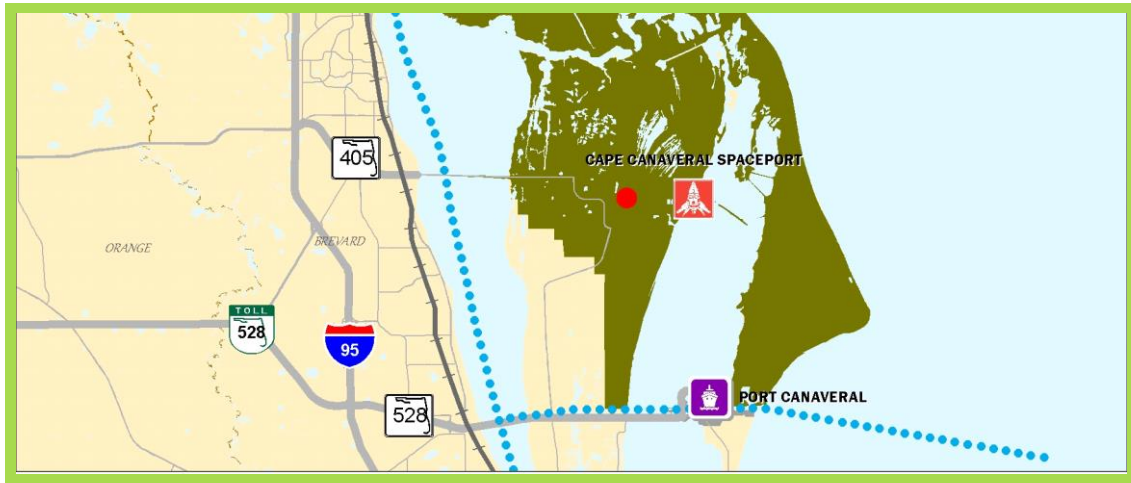 405
CAPE CANAVERAL SPACEPORT
ORANGE
BREVARD
TOLL
528
95
528
PORT CANAVERAL